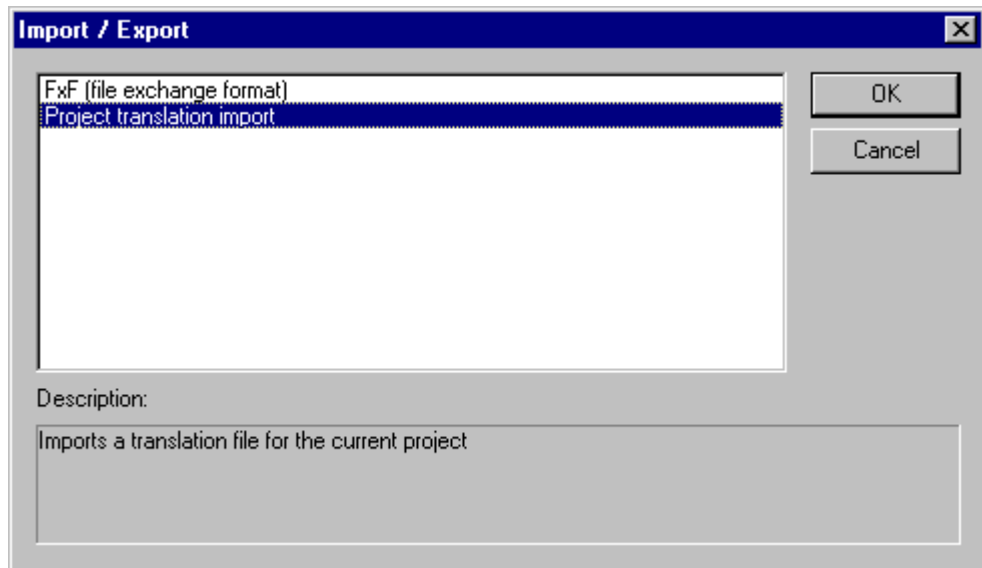 Import / Export
FxF (file exchange format)
Project translation import
OK
Cancel
Description:
Imports a translation file for the current project